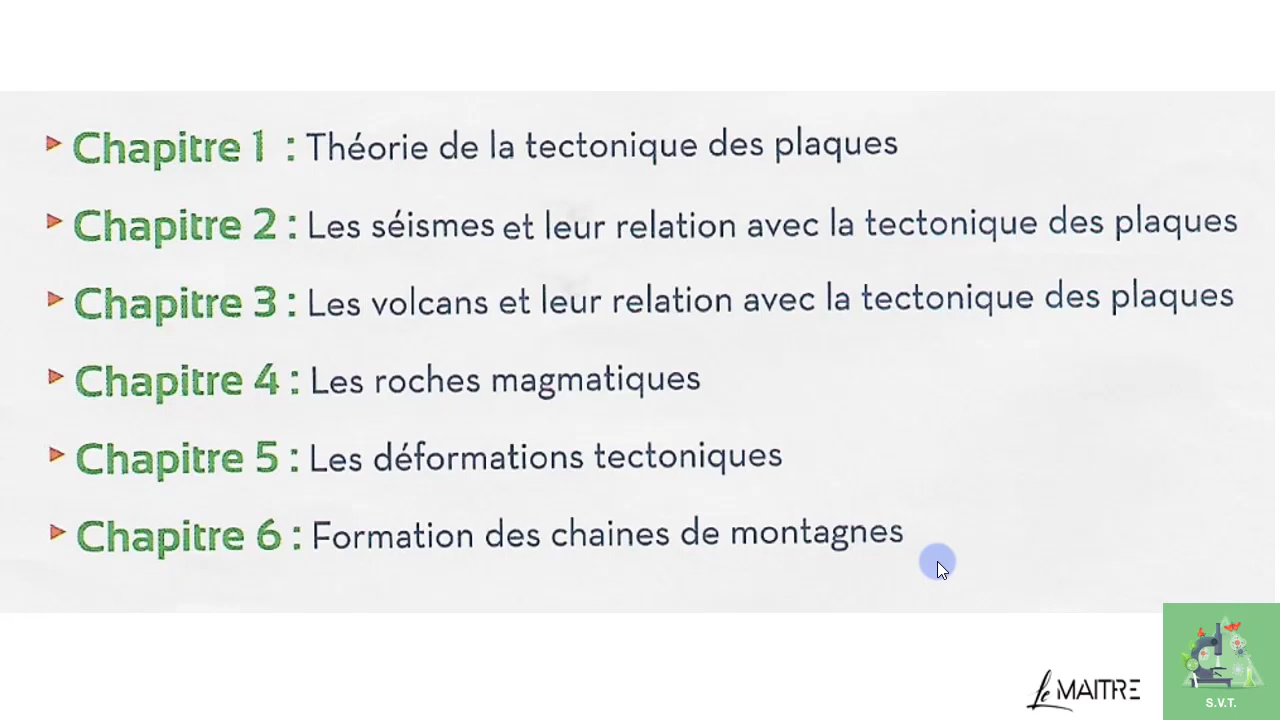 Chapitre 1 : Théorie de la tectonique des plaques
Chapitre 2 : Les séismes et leur relation avec la tectonique des plaques
Chapitre 3 : Les volcans et leur relation avec la tectonique des plaques
Chapitre 4 : Les roches magmatiques
Chapitre 5 : Les déformations tectoniques
Chapitre 6 : Formation des chaines de montagnes
Le MAITRE
S.V.T.